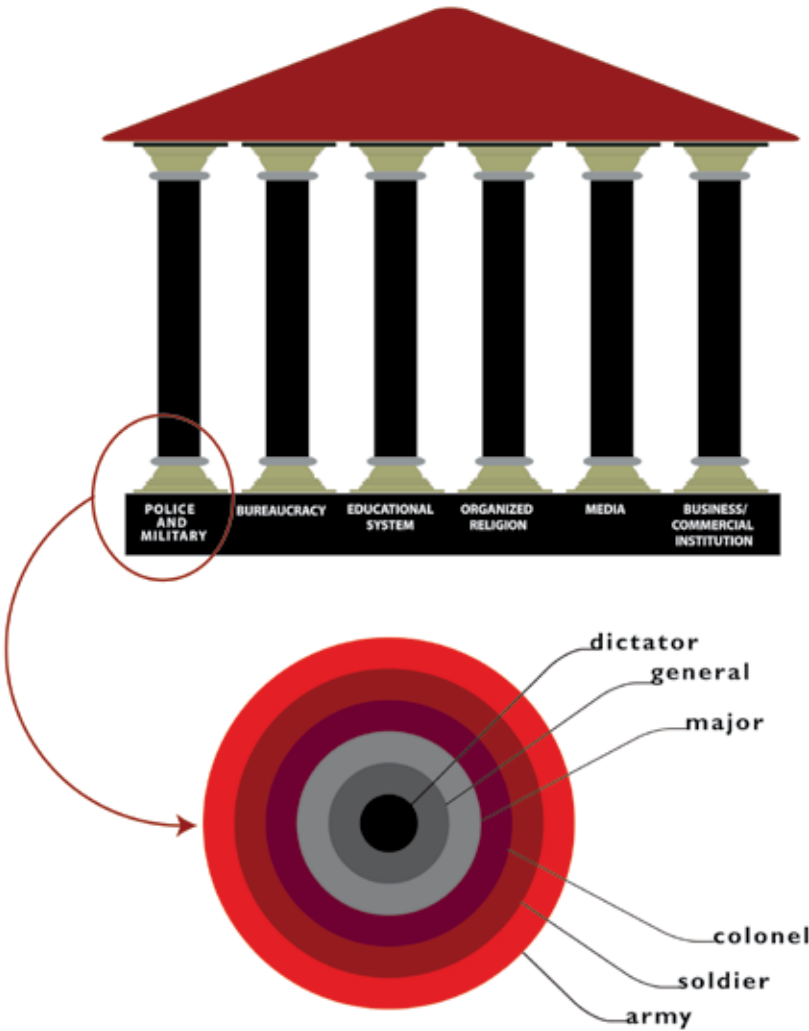 POLICE
AND
MILITARY
BUREAUCRACY
EDUCATIONAL
SYSTEM
ORGANIZED
RELIGION
MEDIA
BUSINESS/
COMMERCIAL
INSTITUTION
dictator
general
major
colonel
soldier
army